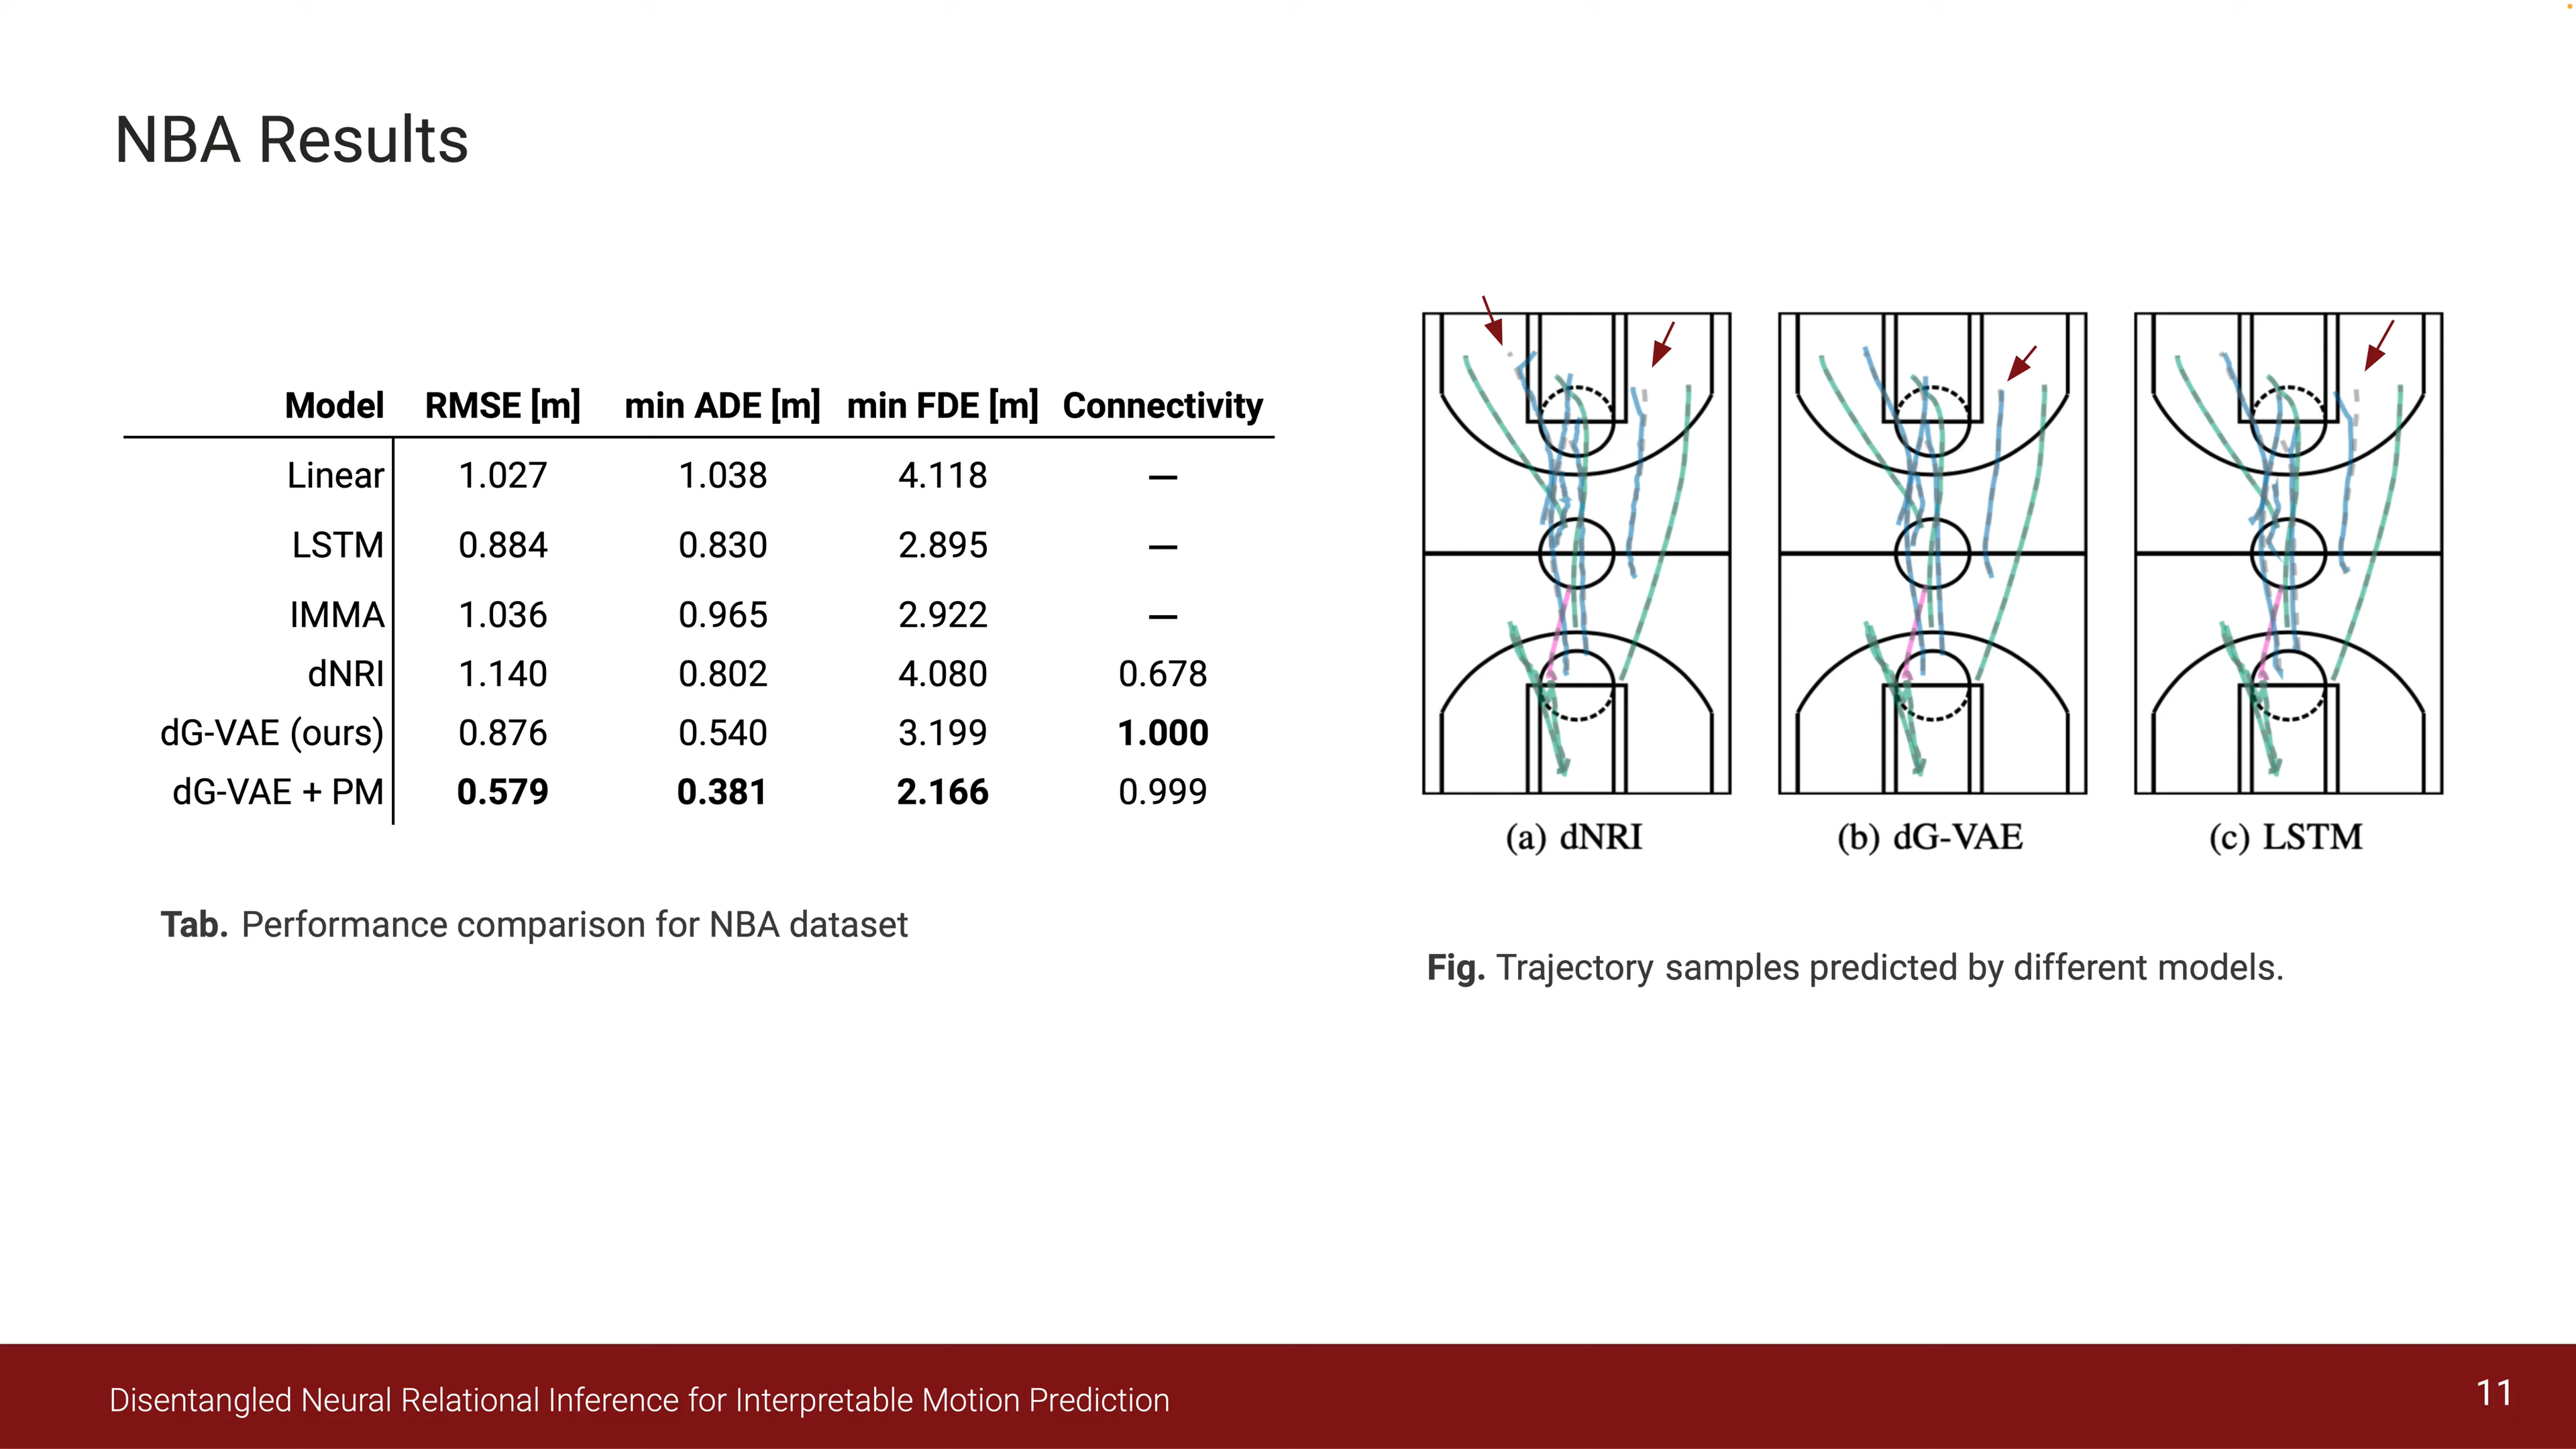 NBA Results
Model RMSE [m] min ADE [m] min FDE [m] Connectivity
Linear 1.027 1.038 4.118 —
LSTM 0.884 0.830 2.895 —
IMMA 1.036 0.965 2.922 —
dNRI 1.140 0.802 4.080 0.678
dG-VAE (ours) 0.876 0.540 3.199 1.000
dG-VAE + PM 0.579 0.381 2.166 0.999
Tab. Performance comparison for NBA dataset
(a) dNRI (b) dG-VAE (c) LSTM
Fig. Trajectory samples predicted by different models.
Disentangled Neural Relational Inference for Interpretable Motion Prediction
11